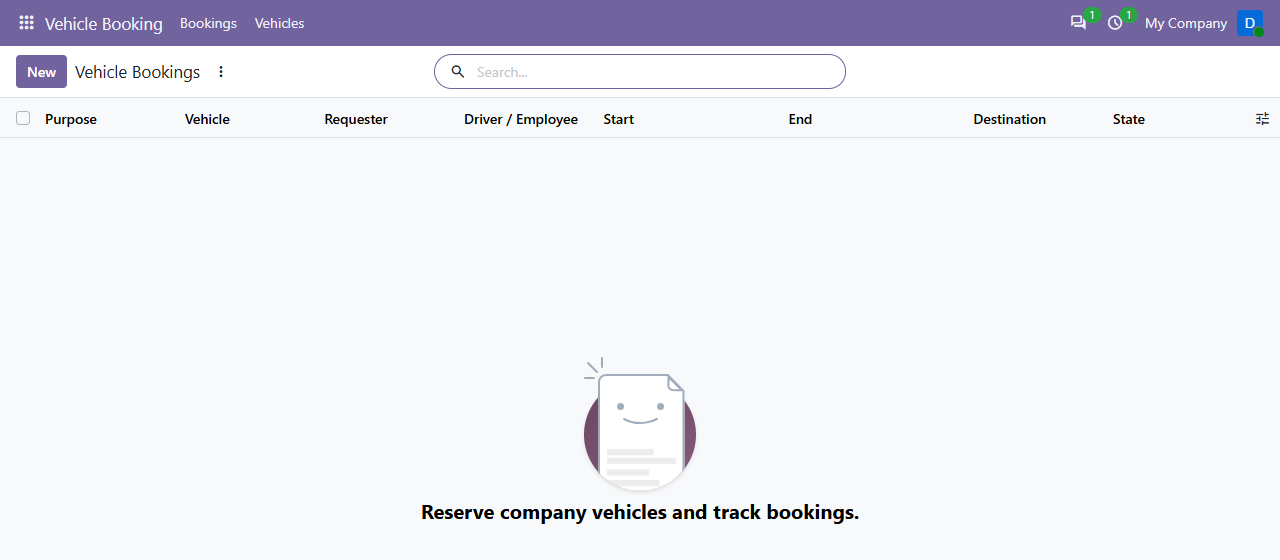 Vehicle Booking Bookings Vehicles 1 1 My Company D
New Vehicle Bookings Search...
Purpose Vehicle Requester Driver / Employee Start End Destination State
Reserve company vehicles and track bookings.